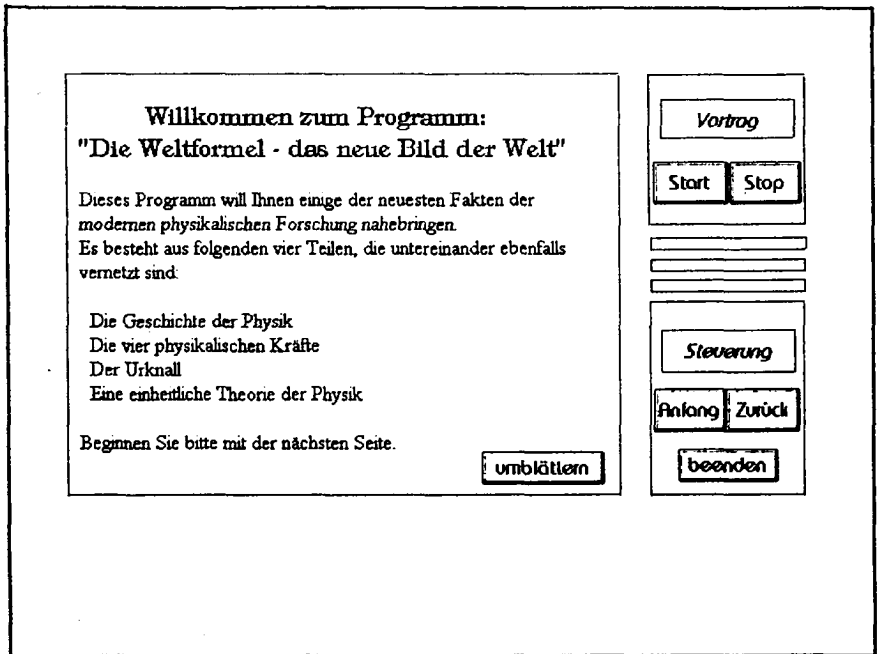 Willkommen zum Programm:
"Die Weltformel - das neue Bild der Welt"
Dieses Programm will Ihnen einige der neuesten Fakten der
modernen physikalischen Forschung nahebringen.
Es besteht aus folgenden vier Teilen, die untereinander ebenfalls
vernetzt sind:
Die Geschichte der Physik
Die vier physikalischen Kräfte
Der Urknall
Eine einheitliche Theorie der Physik
Beginnen Sie bitte mit der nächsten Seite.
umblättern
Vortrag
Start Stop
Steuerung
Anfang Zurück
beenden